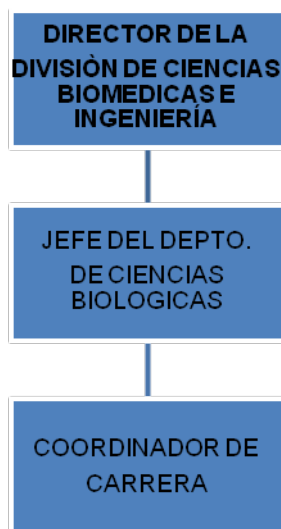 DIRECTOR DE LA
DIVISIÒN DE CIENCIAS
BIOMEDICAS E
INGENIERÍA
JEFE DEL DEPTO.
DE CIENCIAS
BIOLOGICAS
COORDINADOR DE
CARRERA